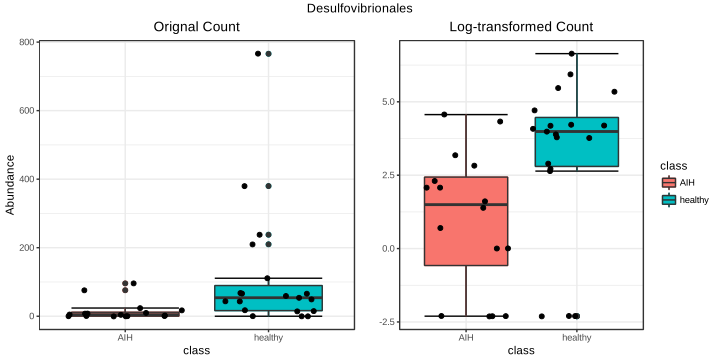 Desulfovibrionales
Orignal Count
Log-transformed Count
Abundance
800
600
400
200
0
AIH
healthy
class
5.0
2.5
0.0
-2.5
AIH
healthy
class
class
AIH
healthy